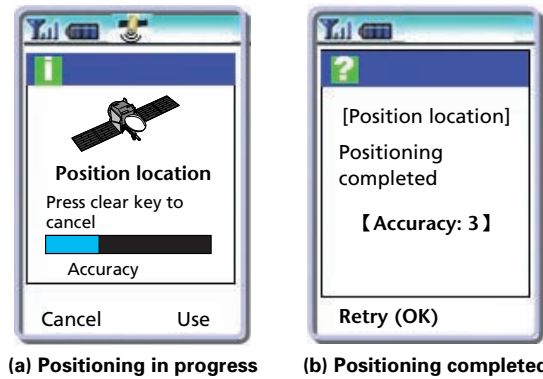 i
Position location
Press clear key to
cancel
Accuracy
Cancel Use
(a) Positioning in progress
?
[Position location]
Positioning
completed
【Accuracy: 3】
Retry (OK)
(b) Positioning completed